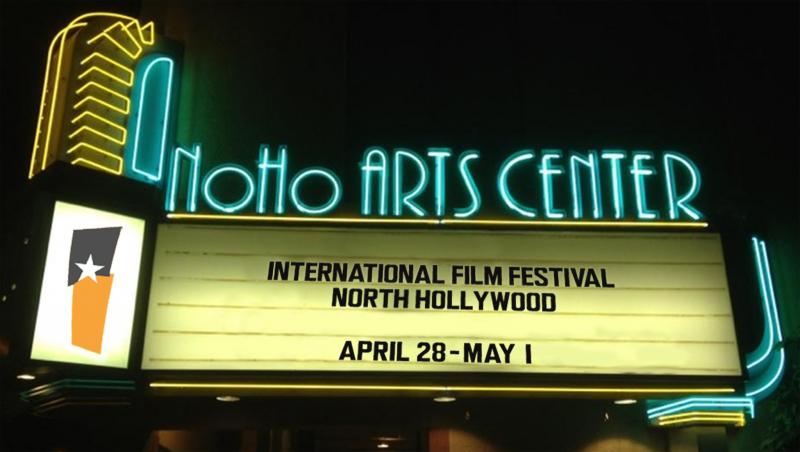 NoHo ARTS CENTER
INTERNATIONAL FILM FESTIVAL
NORTH HOLLYWOOD
APRIL 28-MAY 1